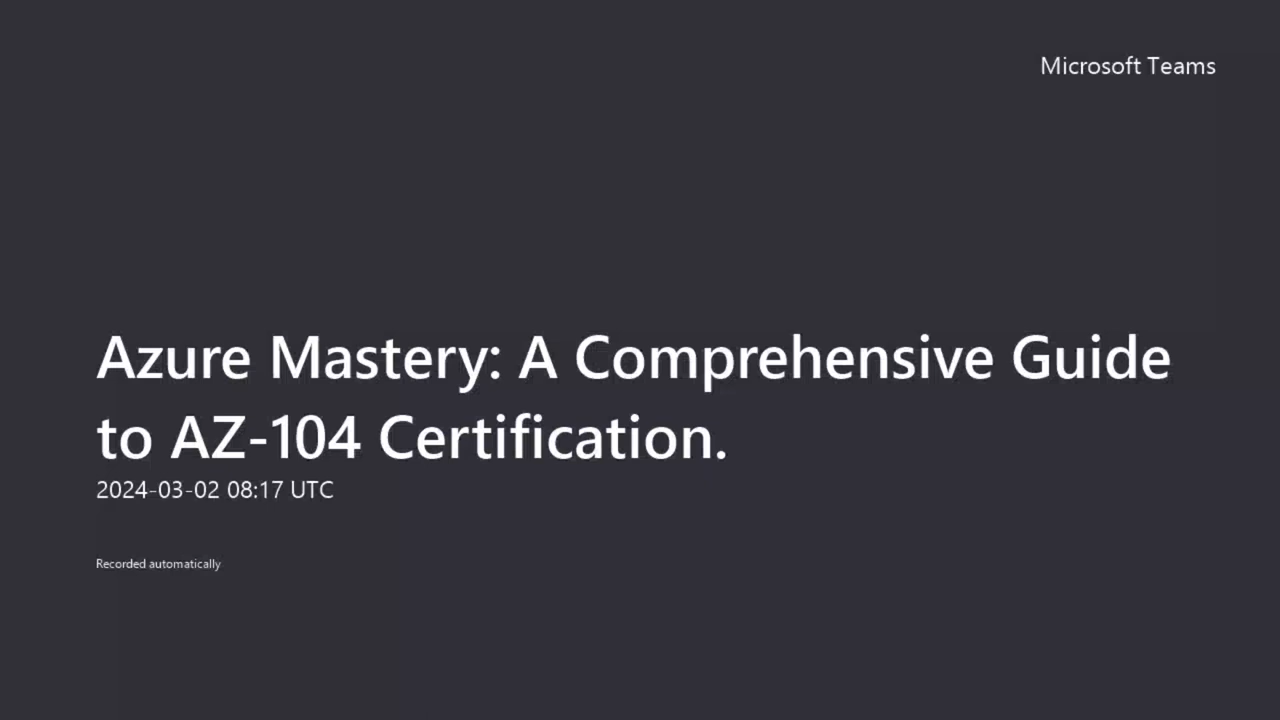 Microsoft Teams
Azure Mastery: A Comprehensive Guide
to AZ-104 Certification.
2024-03-02 08:17 UTC
Recorded automatically